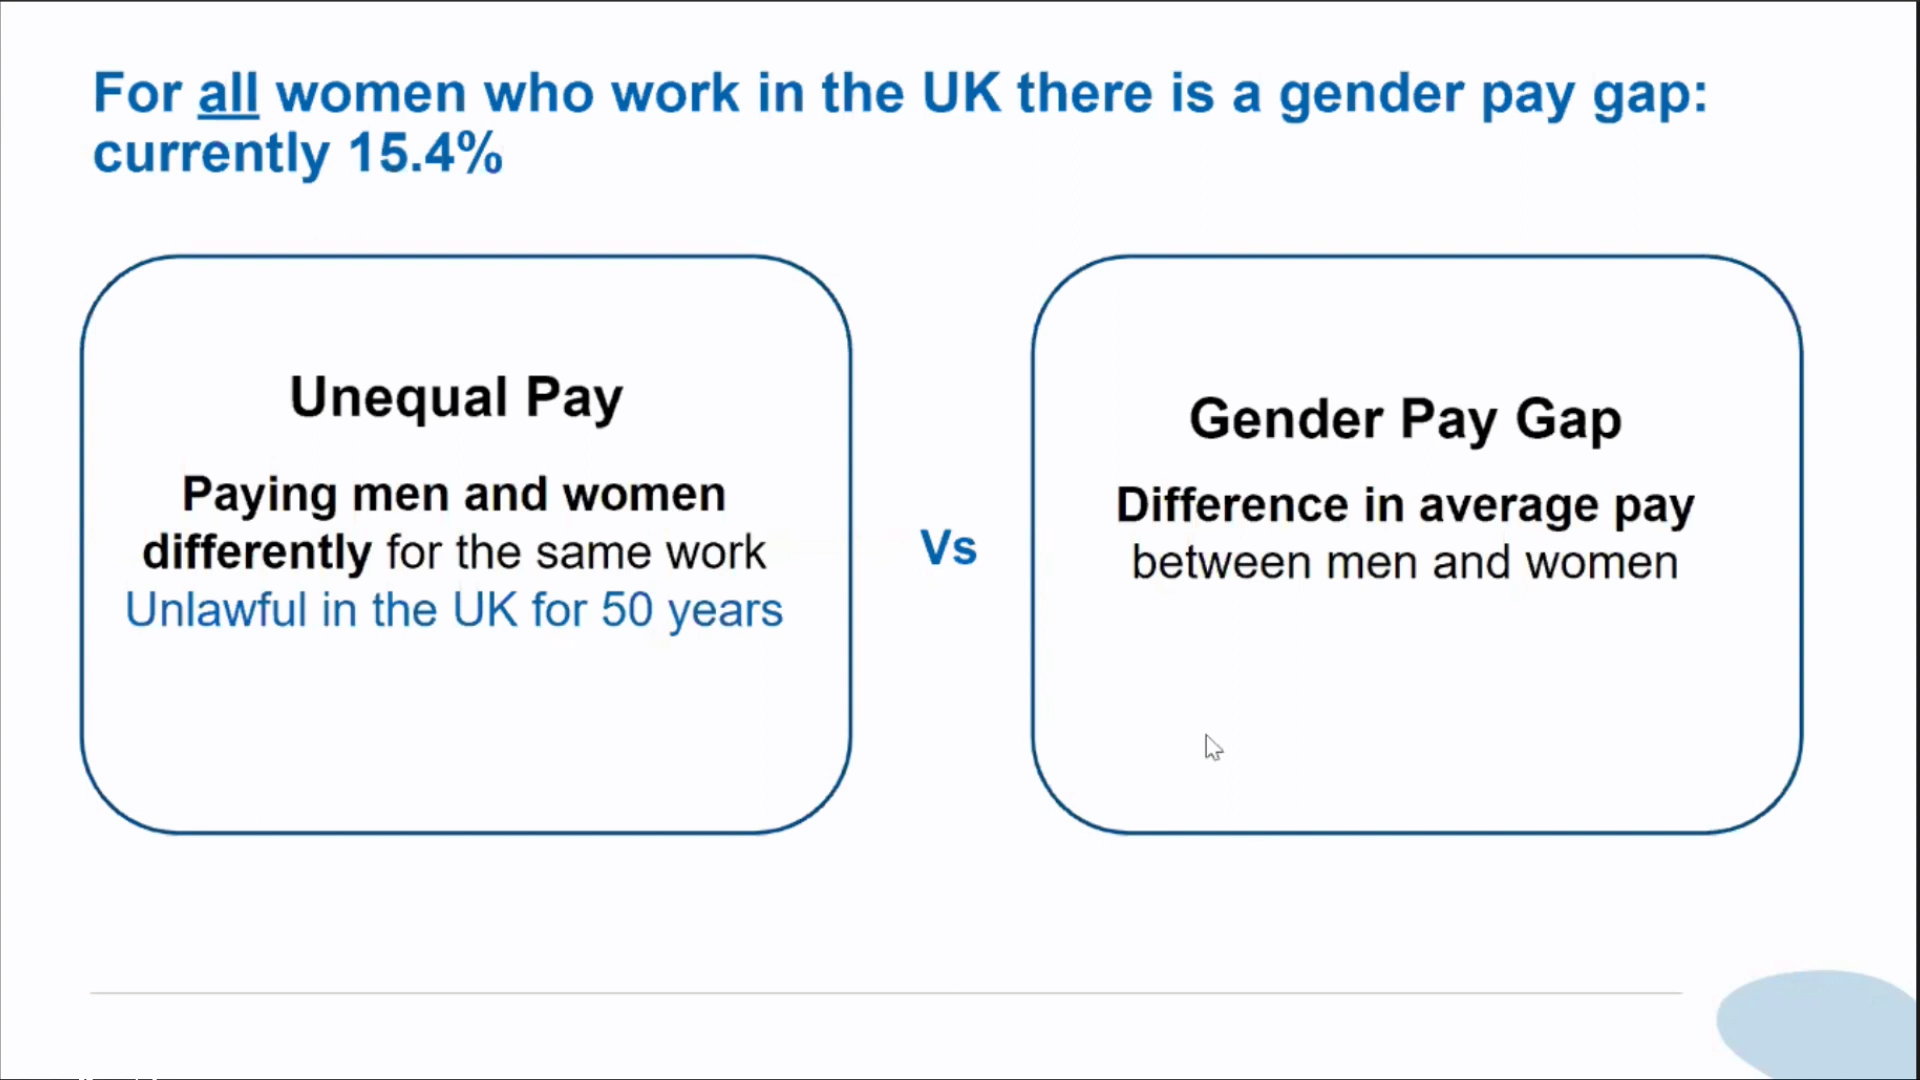 For all women who work in the UK there is a gender pay gap:
currently 15.4%
Unequal Pay
Paying men and women
differently for the same work
Unlawful in the UK for 50 years
Vs
Gender Pay Gap
Difference in average pay
between men and women